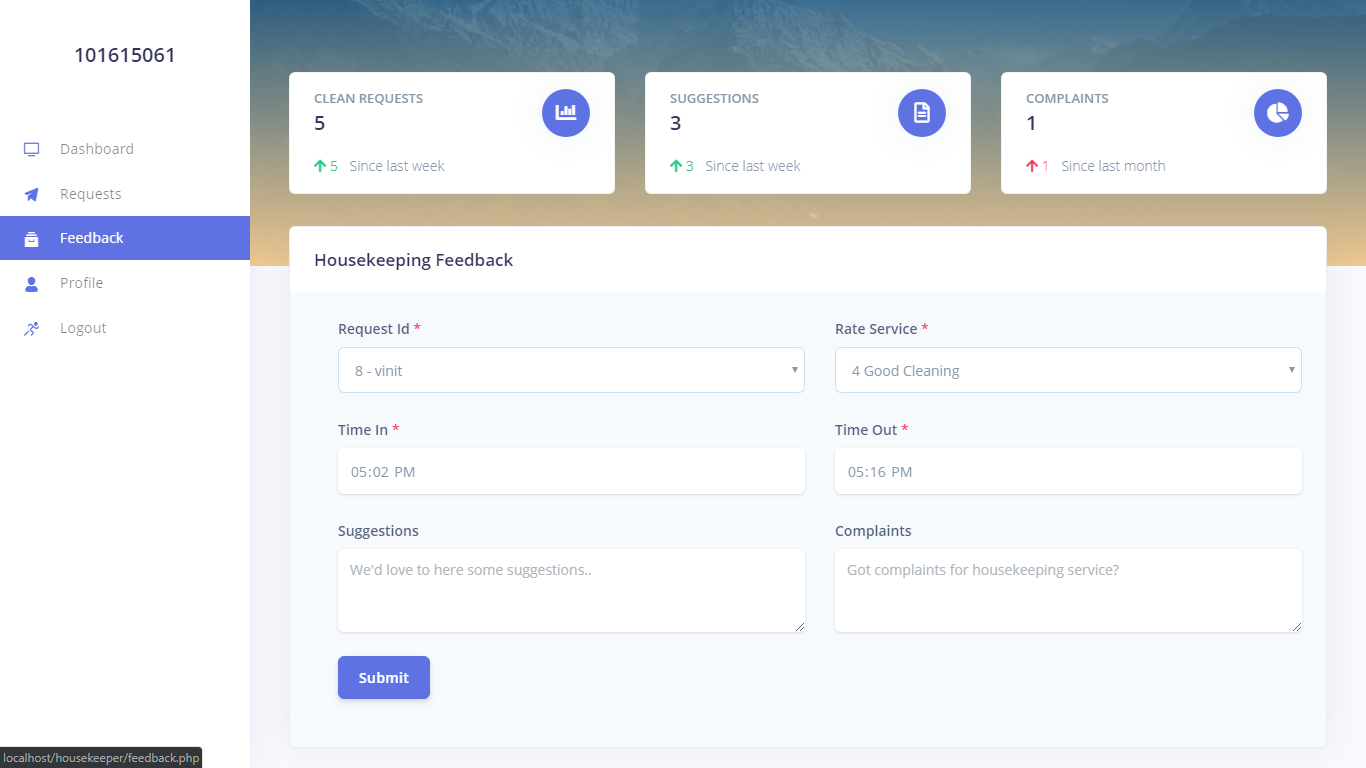 101615061
Dashboard
Requests
Feedback
Profile
Logout
CLEAN REQUESTS
5
5 Since last week
SUGGESTIONS
3
3 Since last week
COMPLAINTS
1
1 Since last month
Housekeeping Feedback
Request Id *
8 - vinit
Rate Service *
4 Good Cleaning
Time In *
05:02 PM
Time Out *
05:16 PM
Suggestions
We'd love to here some suggestions..
Complaints
Got complaints for housekeeping service?
Submit
localhost/housekeeper/feedback.php